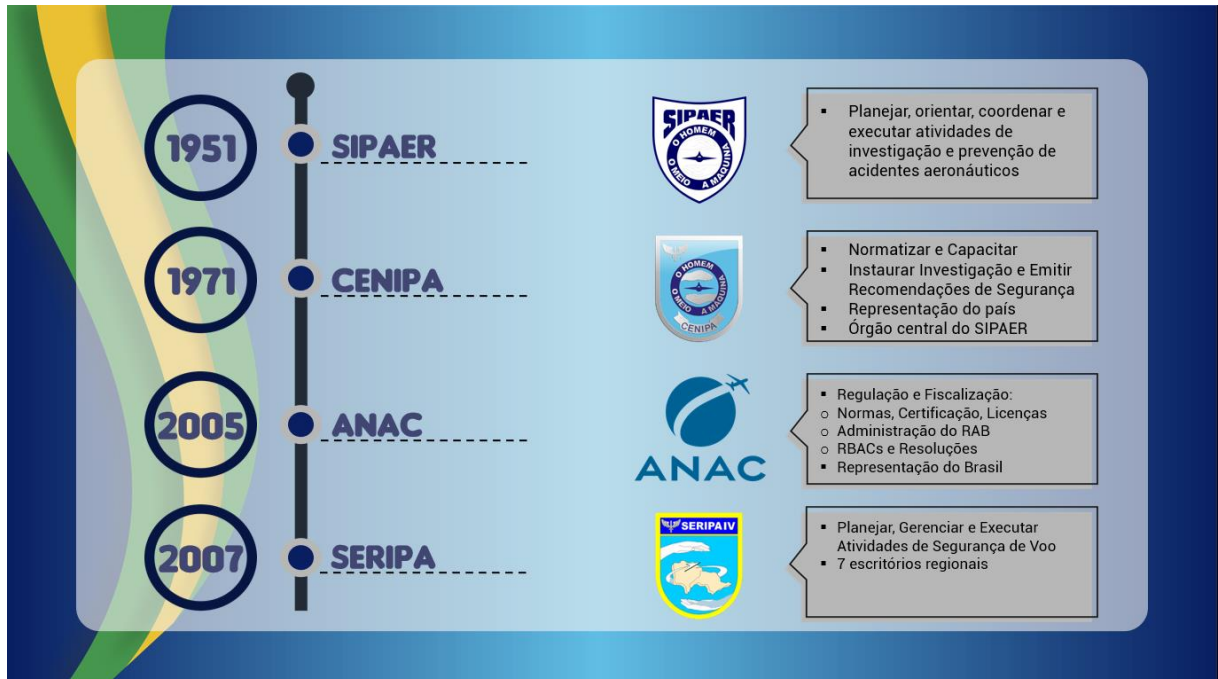 1951
SIPAER
SIPAER
O HOMEM
O MEIO
A MAQUINA
▪ Planejar, orientar, coordenar e
executar atividades de
investigação e prevenção de
acidentes aeronáuticos
1971
CENIPA
O HOMEM
O MEIO
A MAQUINA
CENIPA
▪ Normatizar e Capacitar
▪ Instaurar Investigação e Emitir
Recomendações de Segurança
▪ Representação do país
▪ Órgão central do SIPAER
2005
ANAC
ANAC
▪ Regulação e Fiscalização:
o Normas, Certificação, Licenças
o Administração do RAB
o RBACs e Resoluções
▪ Representação do Brasil
2007
SERIPA
SERIPA IV
▪ Planejar, Gerenciar e Executar
Atividades de Segurança de Voo
▪ 7 escritórios regionais